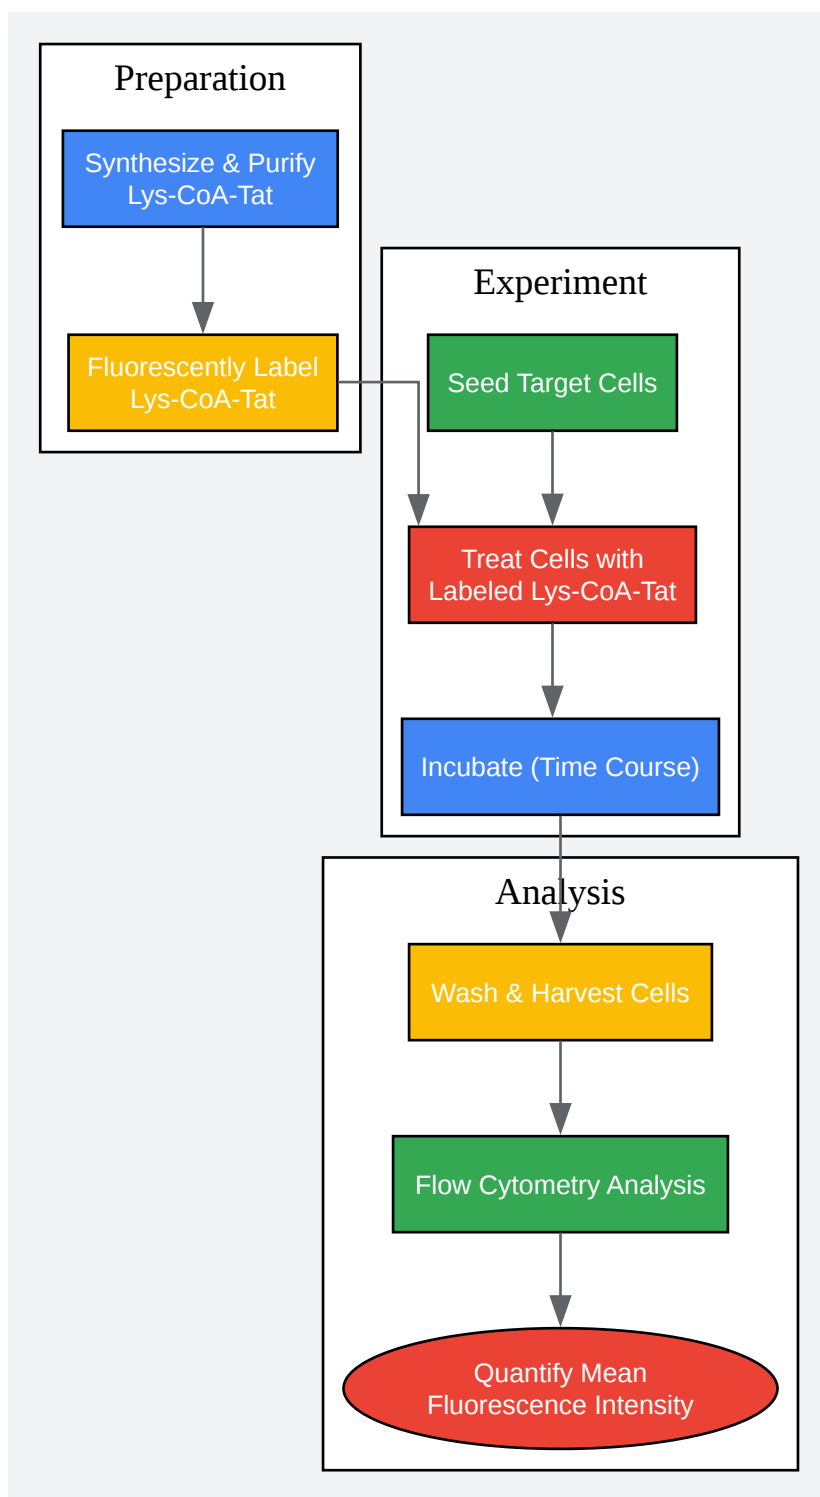 Preparation
Synthesize & Purify
Lys-CoA-Tat
Fluorescently Label
Lys-CoA-Tat
Experiment
Seed Target Cells
Treat Cells with
Labeled Lys-CoA-Tat
Incubate (Time Course)
Analysis
Wash & Harvest Cells
Flow Cytometry Analysis
Quantify Mean
Fluorescence Intensity